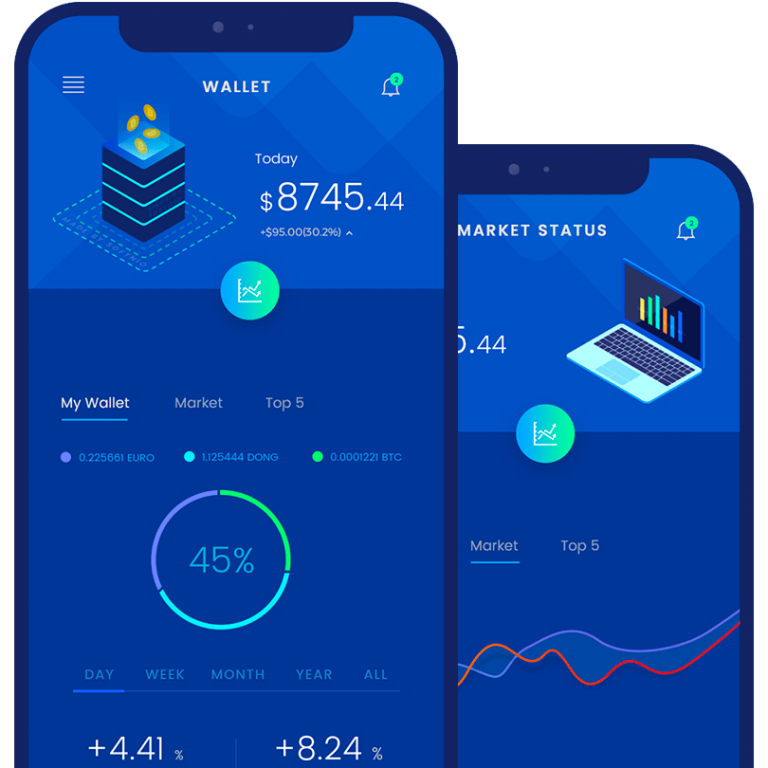 WALLET
2
Today
$8745.44
+$95.00(30.2%)
My Wallet Market Top 5
0.225661 EURO 1.125444 DONG 0.0001221 BTC
45%
DAY WEEK MONTH YEAR ALL
+4.41 % +8.24 %
MARKET STATUS
2
5.44
Market Top 5